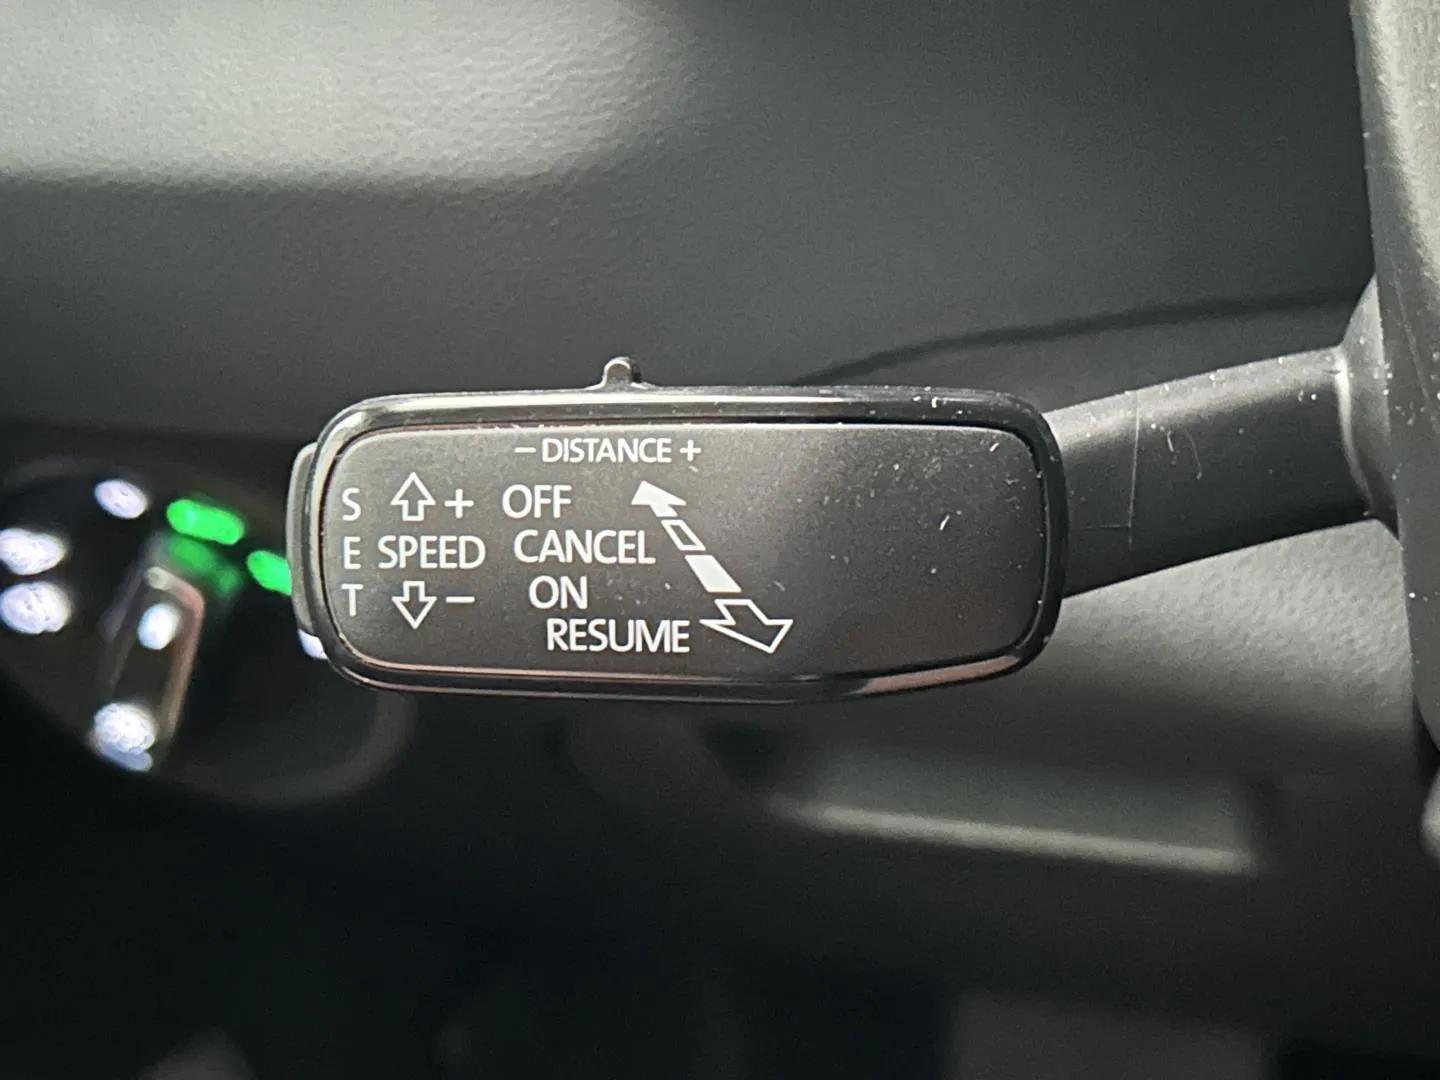 – DISTANCE +
S + OFF
E SPEED CANCEL
T – ON
RESUME